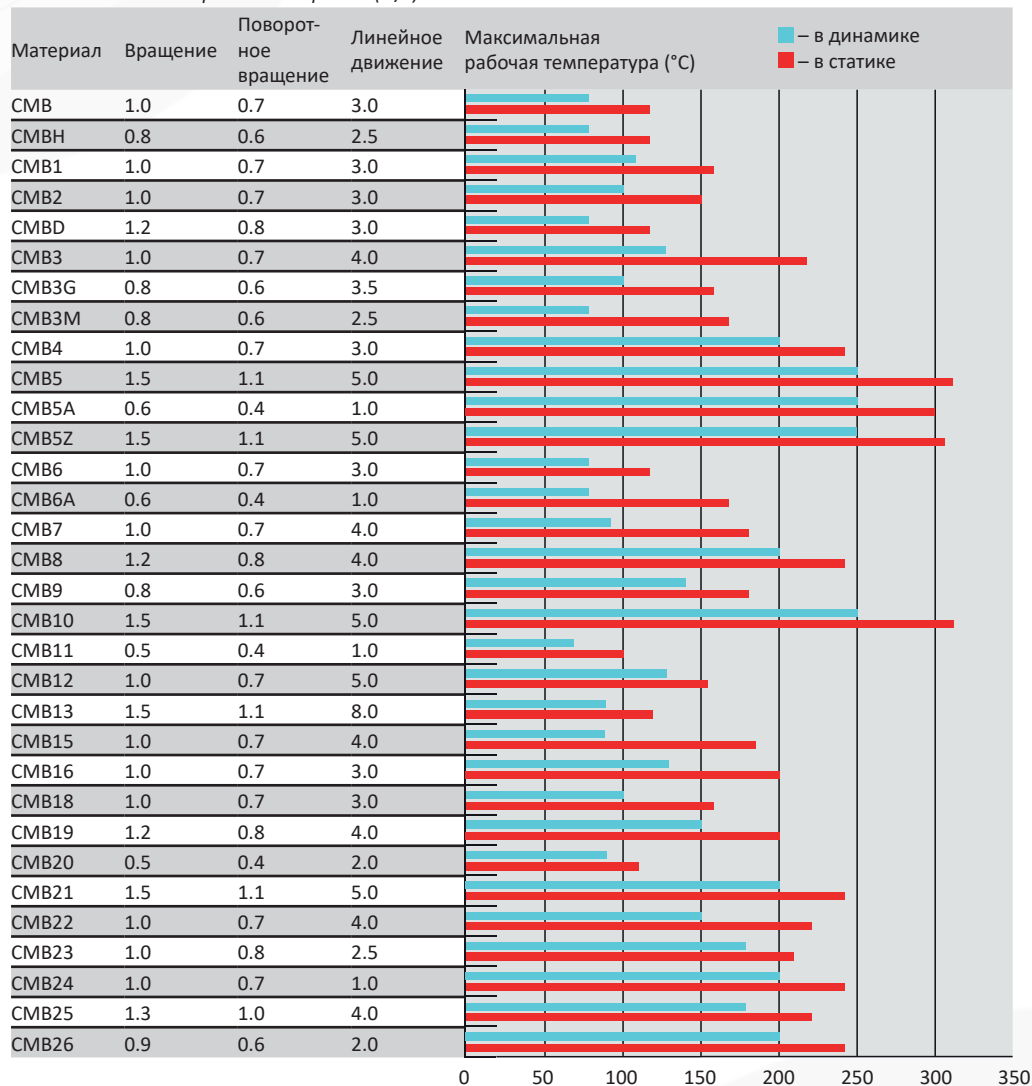 Материал Вращение Поворот-ное вращение Линейное движение Максимальная рабочая температура (°C) – в динамике – в статике
CMB 1.0 0.7 3.0
CMBH 0.8 0.6 2.5
CMB1 1.0 0.7 3.0
CMB2 1.0 0.7 3.0
CMBD 1.2 0.8 3.0
CMB3 1.0 0.7 4.0
CMB3G 0.8 0.6 3.5
CMB3M 0.8 0.6 2.5
CMB4 1.0 0.7 3.0
CMB5 1.5 1.1 5.0
CMB5A 0.6 0.4 1.0
CMB5Z 1.5 1.1 5.0
CMB6 1.0 0.7 3.0
CMB6A 0.6 0.4 1.0
CMB7 1.0 0.7 4.0
CMB8 1.2 0.8 4.0
CMB9 0.8 0.6 3.0
CMB10 1.5 1.1 5.0
CMB11 0.5 0.4 1.0
CMB12 1.0 0.7 5.0
CMB13 1.5 1.1 8.0
CMB15 1.0 0.7 4.0
CMB16 1.0 0.7 3.0
CMB18 1.0 0.7 3.0
CMB19 1.2 0.8 4.0
CMB20 0.5 0.4 2.0
CMB21 1.5 1.1 5.0
CMB22 1.0 0.7 4.0
CMB23 1.0 0.8 2.5
CMB24 1.0 0.7 1.0
CMB25 1.3 1.0 4.0
CMB26 0.9 0.6 2.0
0 50 100 150 200 250 300 350